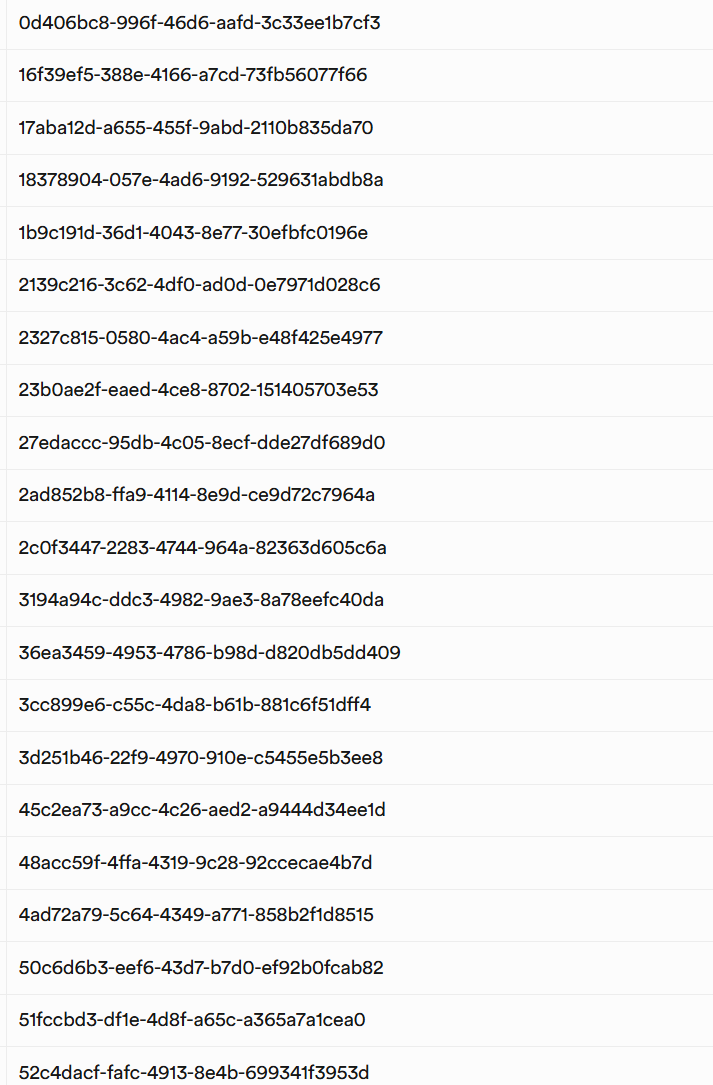 0d406bc8-996f-46d6-aafd-3c33ee1b7cf3
16f39ef5-388e-4166-a7cd-73fb56077f66
17aba12d-a655-455f-9abd-2110b835da70
18378904-057e-4ad6-9192-529631abdb8a
1b9c191d-36d1-4043-8e77-30efbfc0196e
2139c216-3c62-4df0-ad0d-0e7971d028c6
2327c815-0580-4ac4-a59b-e48f425e4977
23b0ae2f-eaed-4ce8-8702-151405703e53
27edaccc-95db-4c05-8ecf-dde27df689d0
2ad852b8-ffa9-4114-8e9d-ce9d72c7964a
2c0f3447-2283-4744-964a-82363d605c6a
3194a94c-ddc3-4982-9ae3-8a78eefc40da
36ea3459-4953-4786-b98d-d820db5dd409
3cc899e6-c55c-4da8-b61b-881c6f51dff4
3d251b46-22f9-4970-910e-c5455e5b3ee8
45c2ea73-a9cc-4c26-aed2-a9444d34ee1d
48acc59f-4ffa-4319-9c28-92ccecae4b7d
4ad72a79-5c64-4349-a771-858b2f1d8515
50c6d6b3-eef6-43d7-b7d0-ef92b0fcab82
51fccbd3-df1e-4d8f-a65c-a365a7a1cea0
52c4dacf-fafc-4913-8e4b-699341f3953d